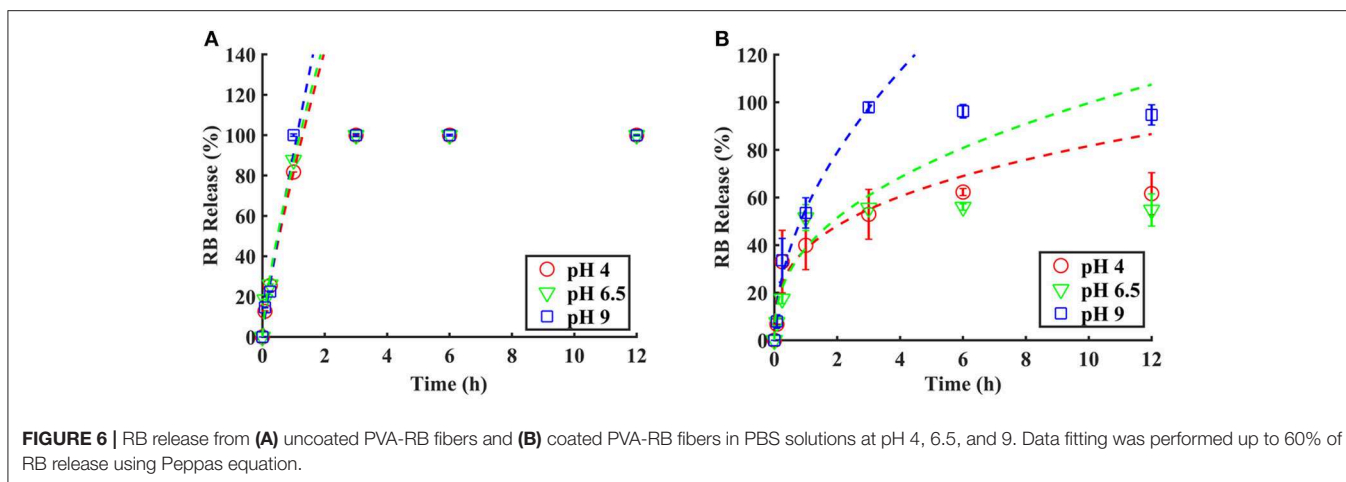 A
B
140
120
100
80
60
40
20
0
RB Release (%)
0 2 4 6 8 10 12
Time (h)
pH 4
pH 6.5
pH 9
140
120
100
80
60
40
20
0
RB Release (%)
0 2 4 6 8 10 12
Time (h)
pH 4
pH 6.5
pH 9
FIGURE 6 | RB release from (A) uncoated PVA-RB fibers and (B) coated PVA-RB fibers in PBS solutions at pH 4, 6.5, and 9. Data fitting was performed up to 60% of
RB release using Peppas equation.